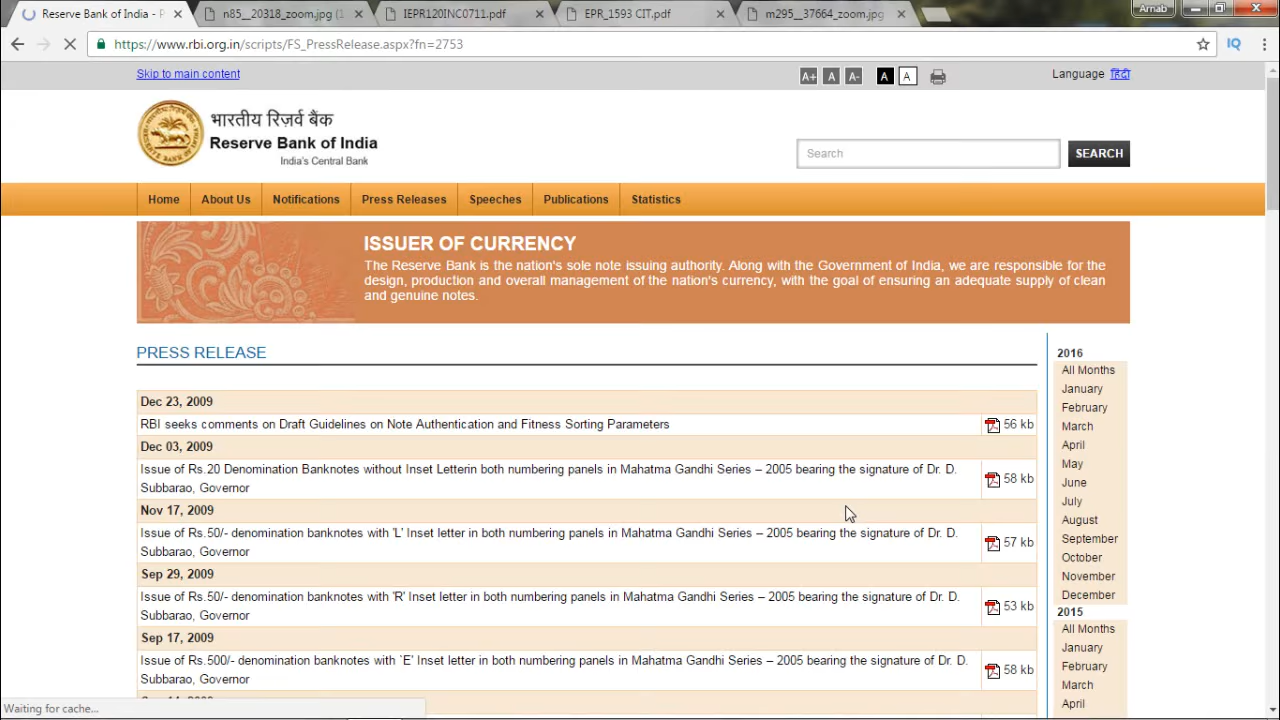 Reserve Bank of India - P
n85__20318_zoom.jpg (1
IEPR120INC0711.pdf
EPR_1593 CIT.pdf
m295__37664_zoom.jpg
Arnab
https://www.rbi.org.in/scripts/FS_PressRelease.aspx?fn=2753
Skip to main content
A+ A A- A A
Language हिंदी
भारतीय रिज़र्व बैंक
Reserve Bank of India
India's Central Bank
Search
SEARCH
Home About Us Notifications Press Releases Speeches Publications Statistics
ISSUER OF CURRENCY
The Reserve Bank is the nation's sole note issuing authority. Along with the Government of India, we are responsible for the
design, production and overall management of the nation's currency, with the goal of ensuring an adequate supply of clean
and genuine notes.
PRESS RELEASE
Dec 23, 2009
RBI seeks comments on Draft Guidelines on Note Authentication and Fitness Sorting Parameters
56 kb
Dec 03, 2009
Issue of Rs.20 Denomination Banknotes without Inset Letterin both numbering panels in Mahatma Gandhi Series – 2005 bearing the signature of Dr. D.
Subbarao, Governor
58 kb
Nov 17, 2009
Issue of Rs.50/- denomination banknotes with 'L' Inset letter in both numbering panels in Mahatma Gandhi Series – 2005 bearing the signature of Dr. D.
Subbarao, Governor
57 kb
Sep 29, 2009
Issue of Rs.50/- denomination banknotes with 'R' Inset letter in both numbering panels in Mahatma Gandhi Series – 2005 bearing the signature of Dr. D.
Subbarao, Governor
53 kb
Sep 17, 2009
Issue of Rs.500/- denomination banknotes with `E' Inset letter in both numbering panels in Mahatma Gandhi Series – 2005 bearing the signature of Dr. D.
Subbarao, Governor
58 kb
2016
All Months
January
February
March
April
May
June
July
August
September
October
November
December
2015
All Months
January
February
March
April
Waiting for cache...